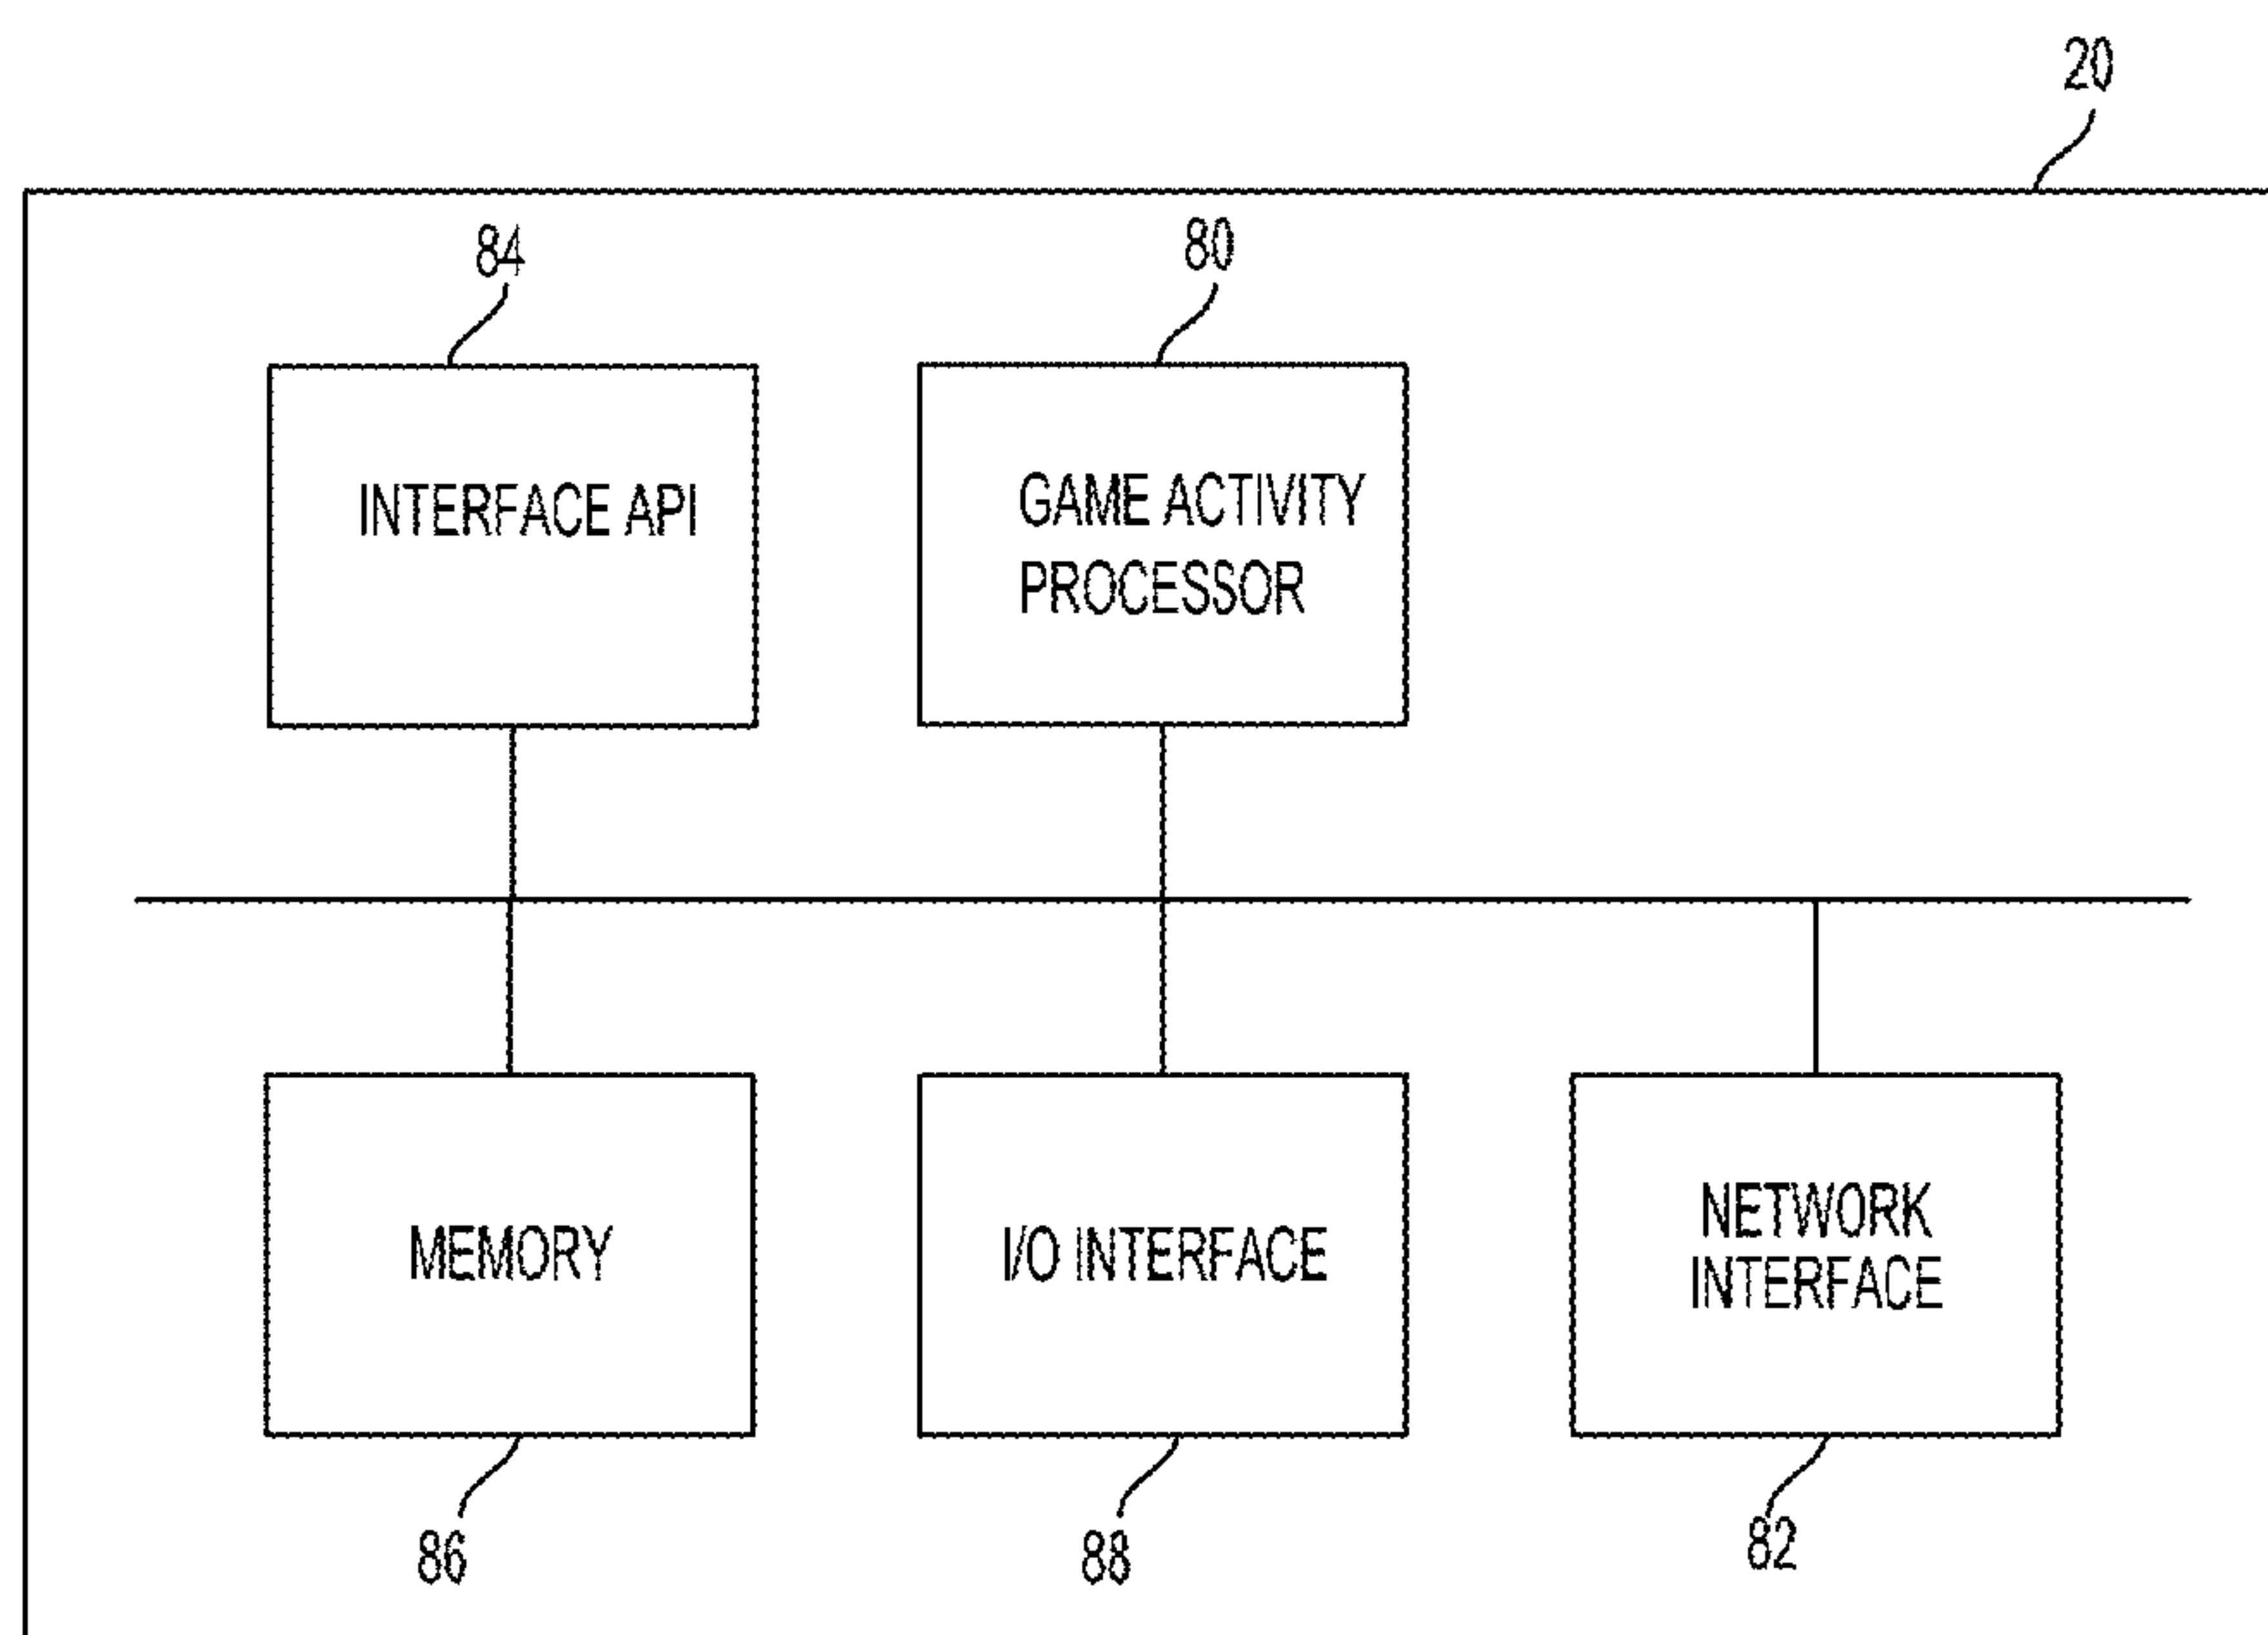 20
84
80
INTERFACE API
GAME ACTIVITY
PROCESSOR
MEMORY
I/O INTERFACE
NETWORK
INTERFACE
86
88
82